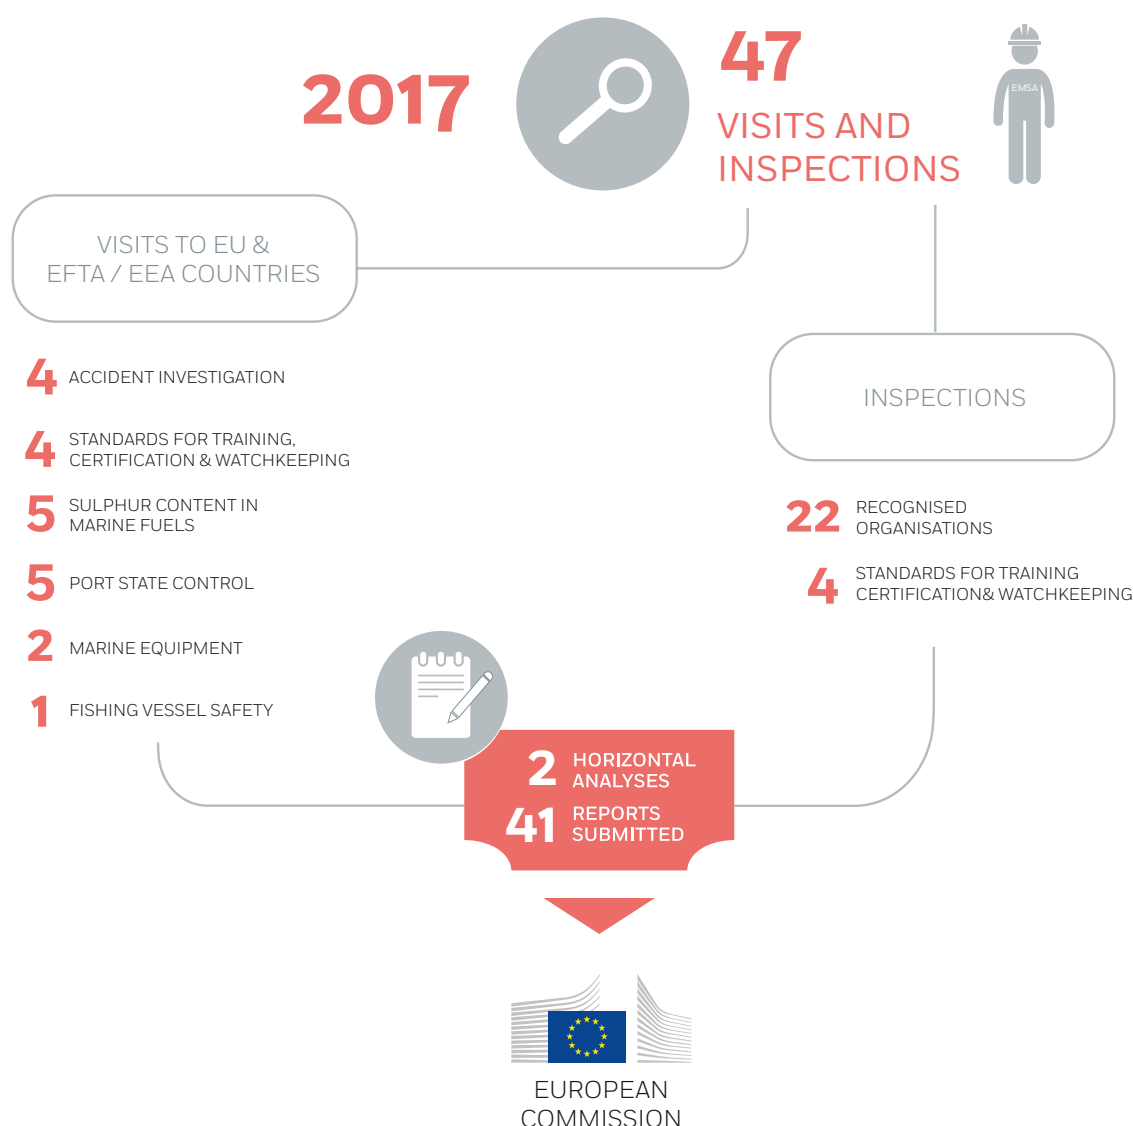 2017
47
VISITS AND
INSPECTIONS
EMSA
VISITS TO EU &
EFTA / EEA COUNTRIES
4 ACCIDENT INVESTIGATION
4 STANDARDS FOR TRAINING,
CERTIFICATION & WATCHKEEPING
5 SULPHUR CONTENT IN
MARINE FUELS
5 PORT STATE CONTROL
2 MARINE EQUIPMENT
1 FISHING VESSEL SAFETY
INSPECTIONS
22 RECOGNISED
ORGANISATIONS
4 STANDARDS FOR TRAINING
CERTIFICATION& WATCHKEEPING
2 HORIZONTAL
ANALYSES
41 REPORTS
SUBMITTED
EUROPEAN
COMMISSION